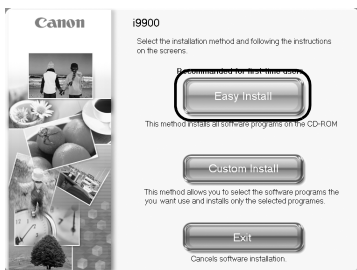 Canon
i9900
Select the installation method and following the instructions
on the screens.
Recommended for first-time users
Easy Install
This method installs all software programs on the CD-ROM
Custom Install
This method allows you to select the software programs the
you want use and installs only the selected programes.
Exit
Cancels software installation.